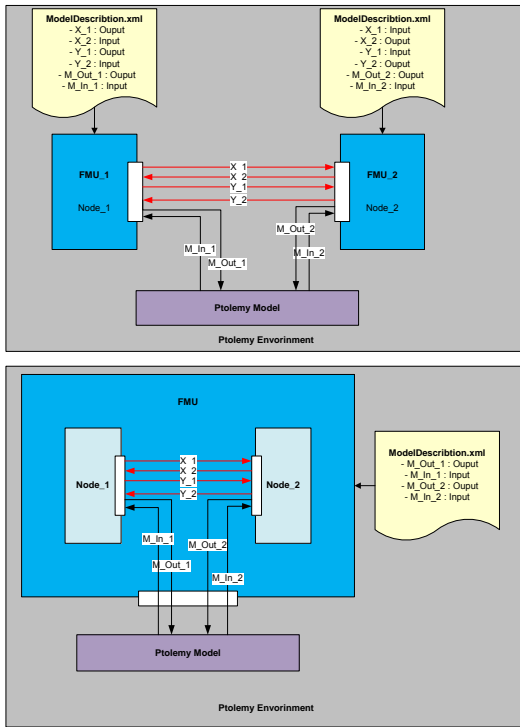 ModelDescribtion.xml
- X_1 : Ouput
- X_2 : Input
- Y_1 : Ouput
- Y_2 : Input
- M_Out_1 : Ouput
- M_In_1 : Input
ModelDescribtion.xml
- X_1 : Input
- X_2 : Ouput
- Y_1 : Input
- Y_2 : Ouput
- M_Out_2 : Ouput
- M_In_2 : Input
FMU_1
Node_1
X_1
X_2
Y_1
Y_2
FMU_2
Node_2
M_In_1
M_Out_1
M_Out_2
M_In_2
Ptolemy Model
Ptolemy Envorinment
FMU
Node_1
X_1
X_2
Y_1
Y_2
Node_2
M_In_1
M_Out_1
M_Out_2
M_In_2
ModelDescribtion.xml
- M_Out_1 : Ouput
- M_In_1 : Input
- M_Out_2 : Ouput
- M_In_2 : Input
Ptolemy Model
Ptolemy Envorinment